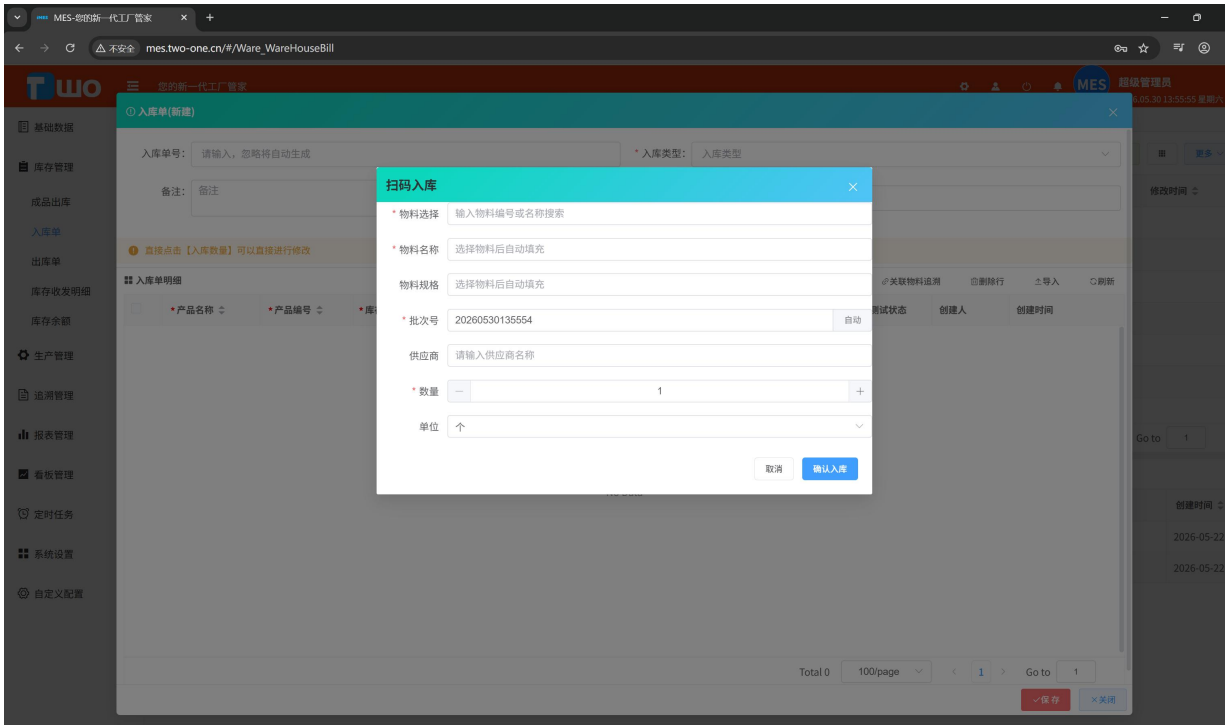 MES-您的新一代工厂管家
不安全 mes.two-one.cn/#/Ware_WareHouseBill
TWO 您的新一代工厂管家 MES 超级管理员
6.05.30 13:55:55 星期六
入库单(新建)
基础数据
入库单号： 请输入，忽略将自动生成 * 入库类型： 入库类型 更多
库存管理
备注： 备注 修改时间
扫码入库
成品出库
* 物料选择 输入物料编号或名称搜索
入库单
直接点击【入库数量】可以直接进行修改
* 物料名称 选择物料后自动填充
出库单
入库单明细 关联物料追溯 删除行 导入 刷新
物料规格 选择物料后自动填充
库存收发明细
* 产品名称 * 产品编号 * 库 测试状态 创建人 创建时间
* 批次号 20260530135554 自动
库存余额
供应商 请输入供应商名称
生产管理
* 数量 1
追溯管理
单位 个
报表管理
Go to 1
看板管理
取消 确认入库
创建时间
定时任务
2026-05-22
系统设置
2026-05-22
自定义配置
Total 0 100/page 1 Go to 1
保存 关闭